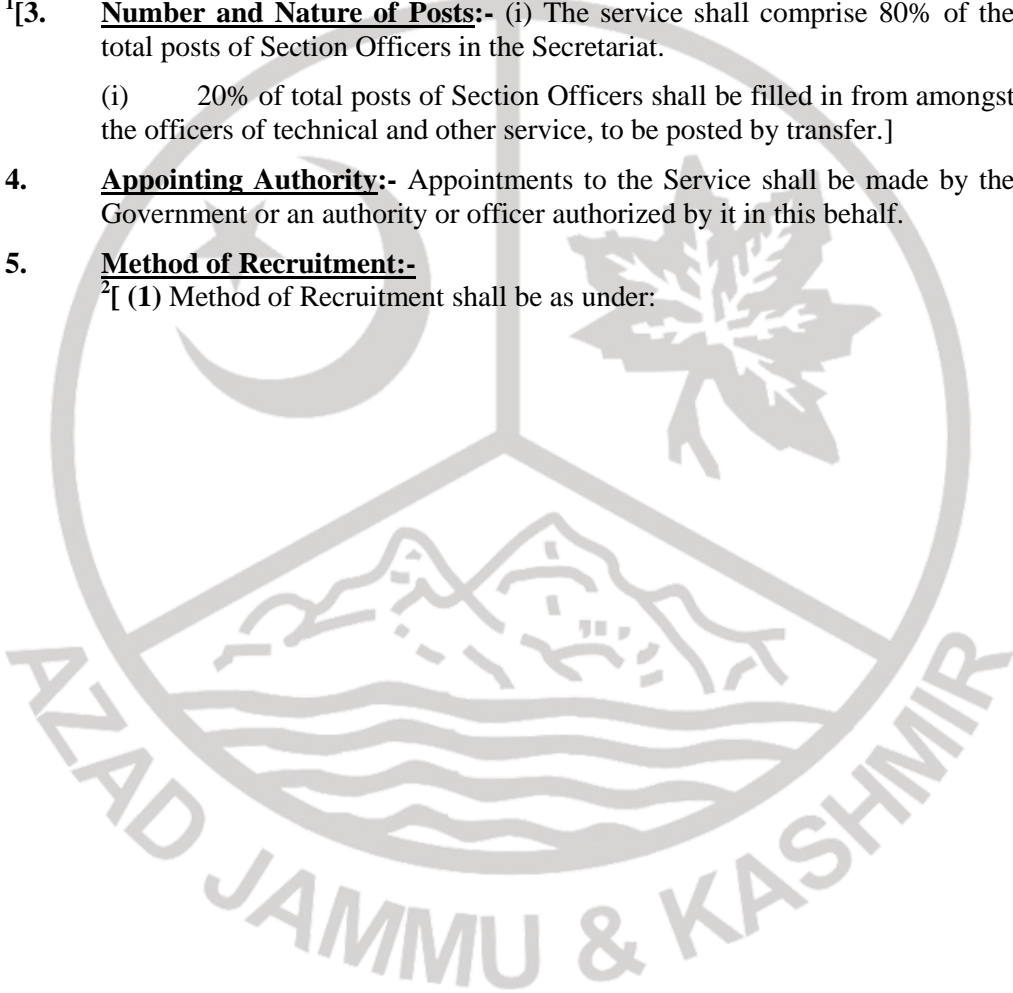 ¹[3. Number and Nature of Posts:- (i) The service shall comprise 80% of the
total posts of Section Officers in the Secretariat.
(i) 20% of total posts of Section Officers shall be filled in from amongst
the officers of technical and other service, to be posted by transfer.]
4. Appointing Authority:- Appointments to the Service shall be made by the
Government or an authority or officer authorized by it in this behalf.
5. Method of Recruitment:-
²[ (1) Method of Recruitment shall be as under:
AZAD JAMMU & KASHMIR